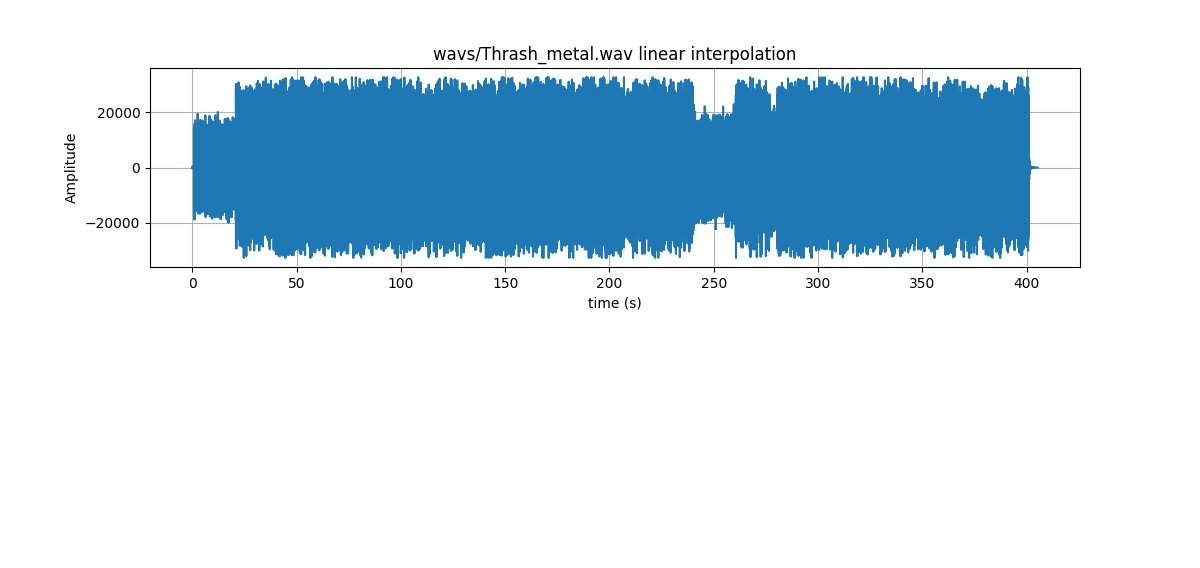 wavs/Thrash_metal.wav linear interpolation
Amplitude
20000
0
−20000
0 50 100 150 200 250 300 350 400
time (s)